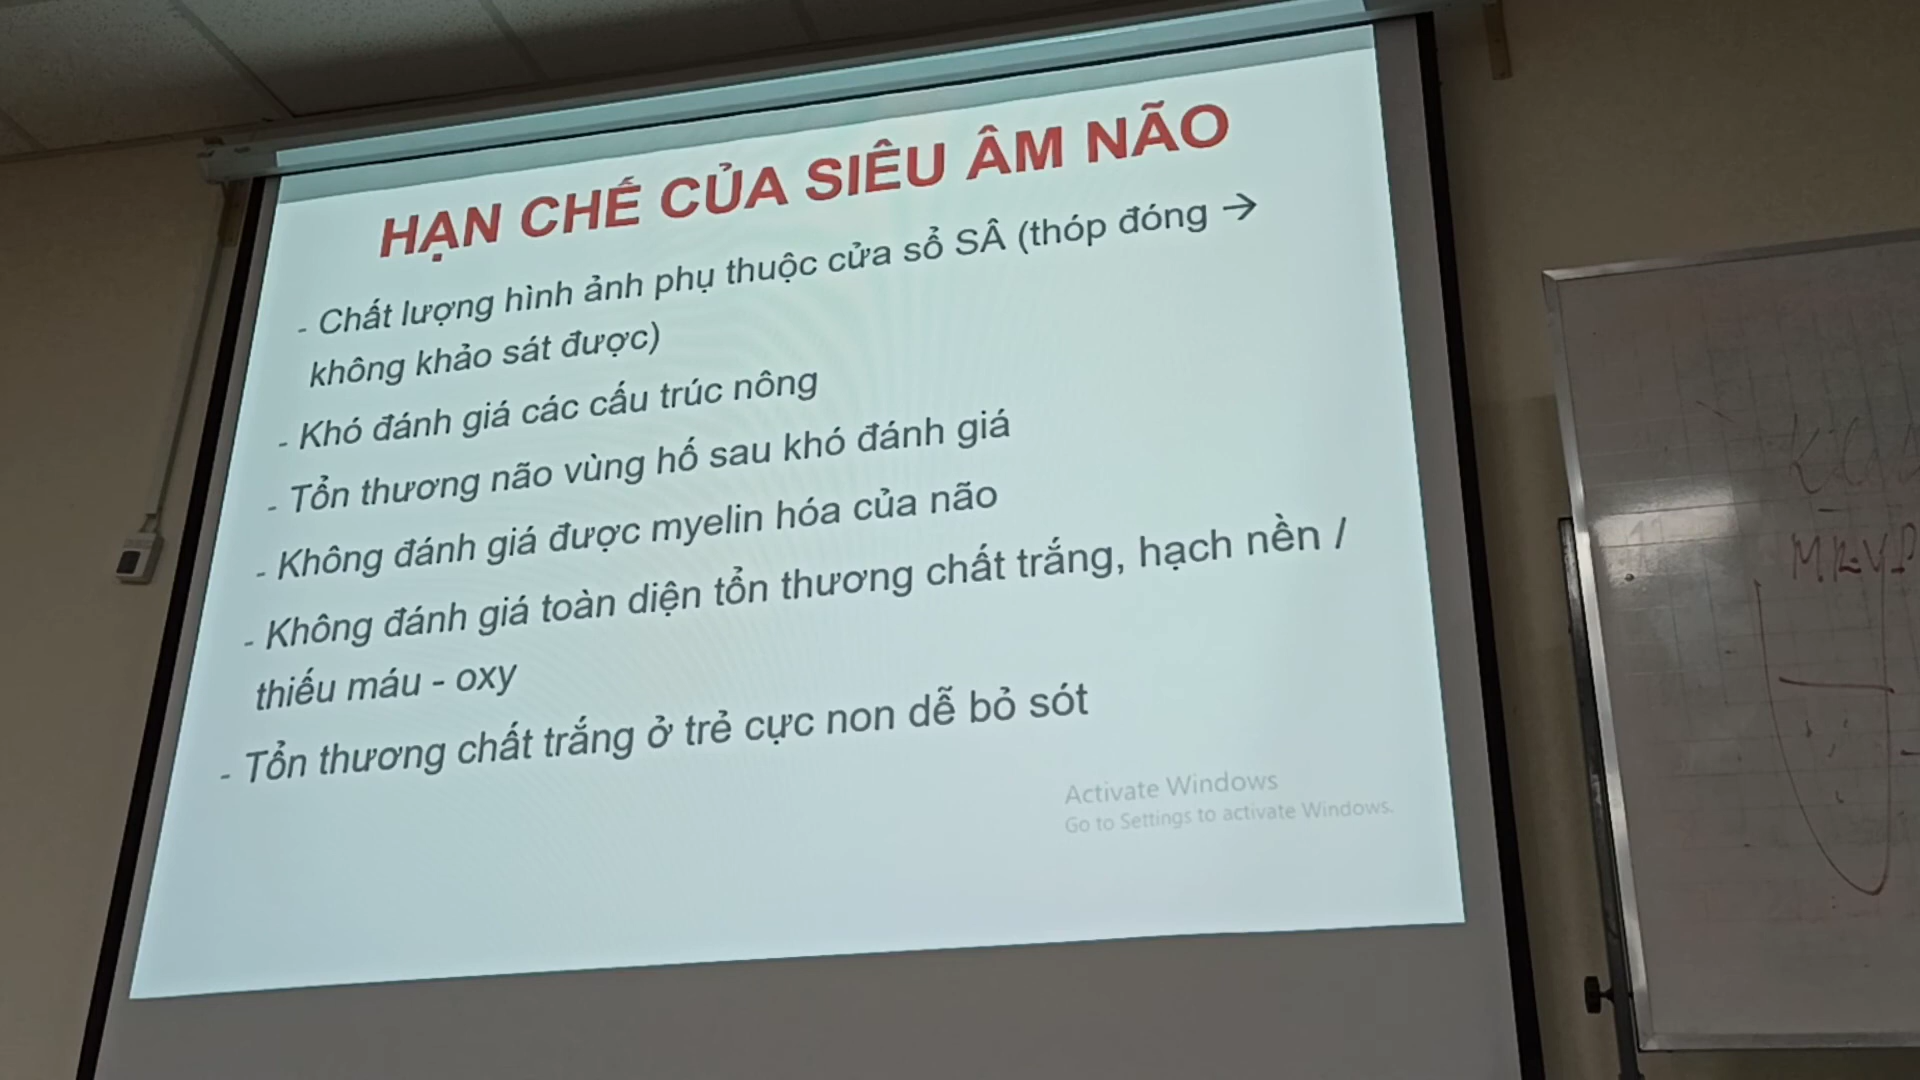 HẠN CHẾ CỦA SIÊU ÂM NÃO
- Chất lượng hình ảnh phụ thuộc cửa sổ SÂ (thóp đóng →
không khảo sát được)
- Khó đánh giá các cấu trúc nông
- Tổn thương não vùng hố sau khó đánh giá
- Không đánh giá được myelin hóa của não
- Không đánh giá toàn diện tổn thương chất trắng, hạch nền /
thiếu máu - oxy
- Tổn thương chất trắng ở trẻ cực non dễ bỏ sót
Activate Windows
Go to Settings to activate Windows.